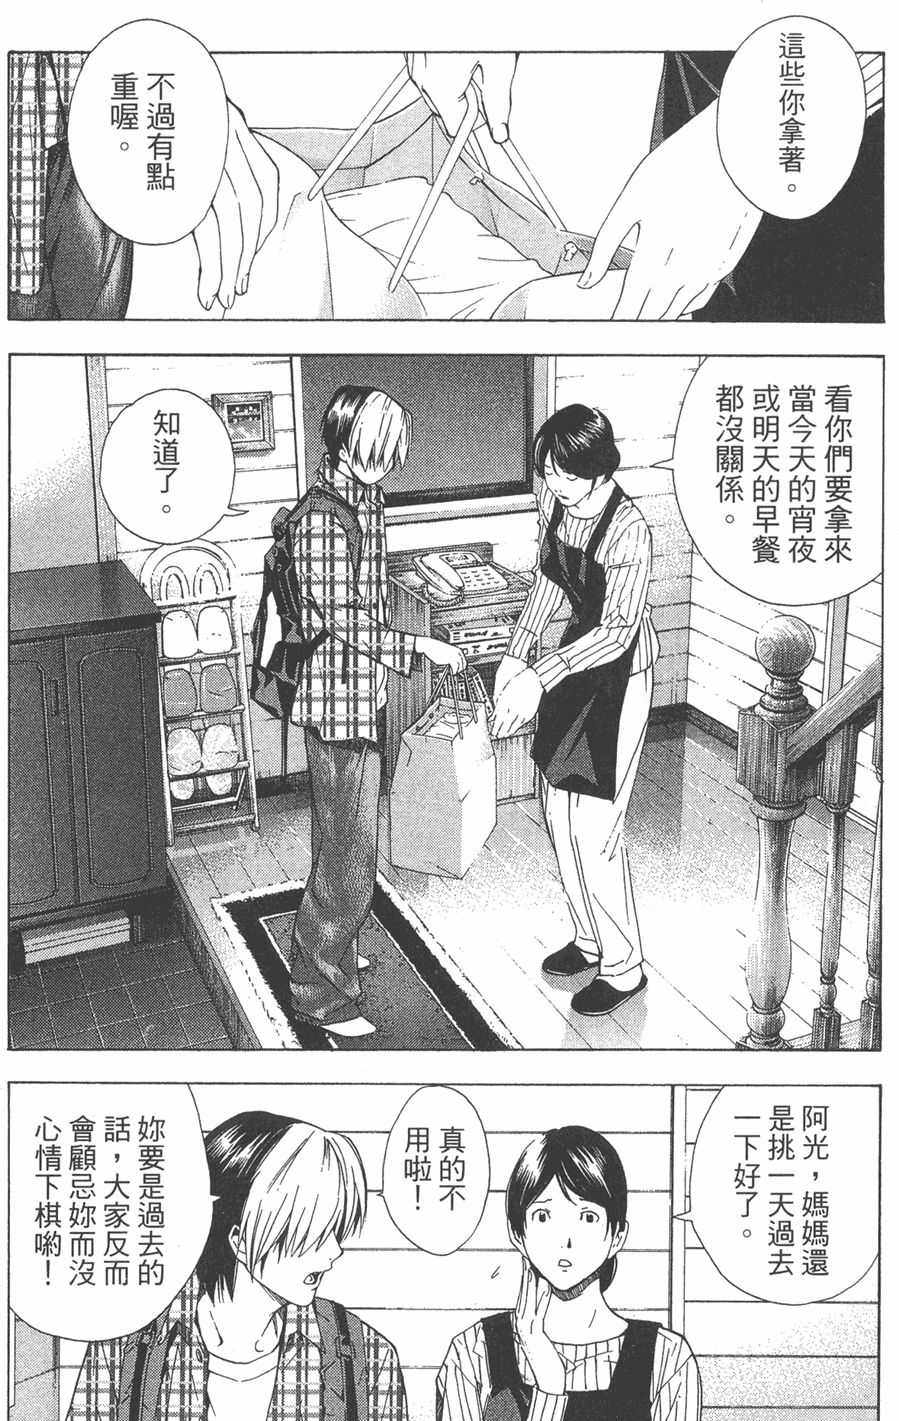 這些你拿著。
不過有點
重喔。
看你們要拿來
當今天的宵夜
或明天的早餐
都沒關係。
知道了。
阿光，媽媽還
是挑一天過去
一下好了。
真的不
用啦！
妳要是過去的
話，大家反而
會顧忌妳而沒
心情下棋喲！